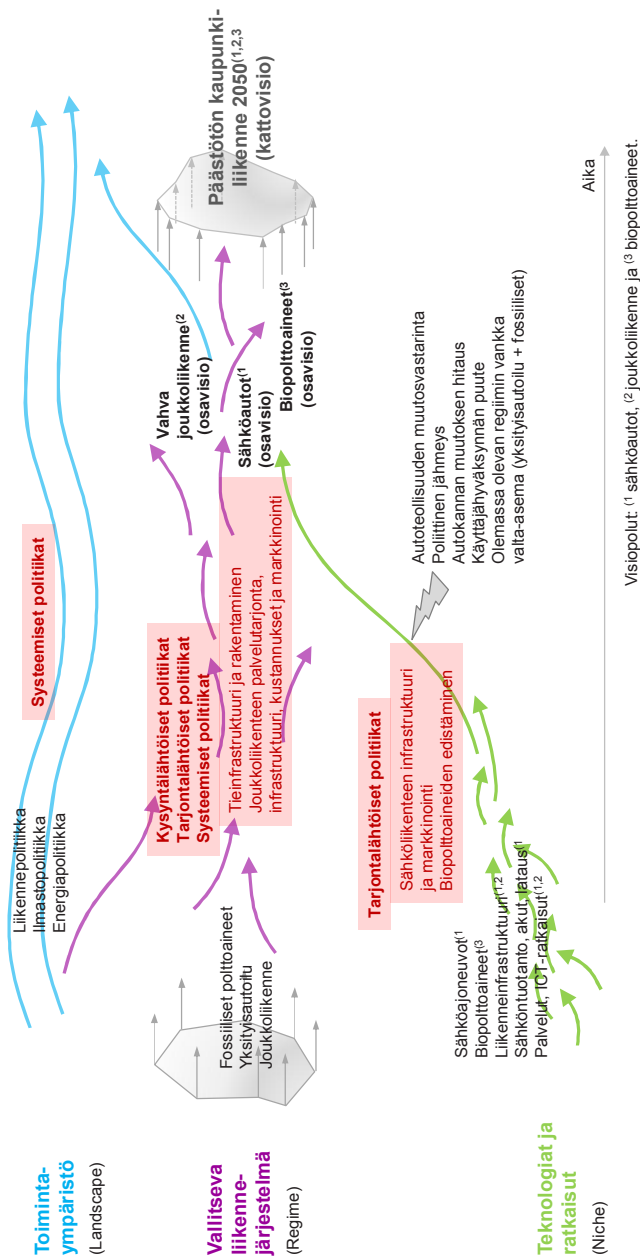 Toiminta-
ympäristö
(Landscape)
Liikennepolitiikka
Ilmastopolitiikka
Energiapolitiikka
Systeemiset politiikat
Vallitseva
liikenne-
järjestelmä
(Regime)
Fossiiliset polttoaineet
Yksityisautoilu
Joukkoliikenne
Kysyntälähtöiset politiikat
Tarjontalähtöiset politiikat
Systeemiset politiikat
Tieinfrastruktuuri ja rakentaminen
Joukkoliikenteen palvelutarjonta,
infrastruktuuri, kustannukset ja markkinointi
Vahva
joukkoliikenne(2
(osavisio)
Sähköautot(1
(osavisio)
Biopolttoaineet(3
(osavisio)
Päästötön kaupunki-
liikenne 2050(1,2,3
(kattovisio)
Teknologiat ja
ratkaisut
(Niche)
Sähköajoneuvot(1
Biopolttoaineet(3
Liikenneinfrastruktuuri(1,2
Sähköntuotanto, akut, lataus(1
Palvelut, ICT-ratkaisut(1,2
Tarjontalähtöiset politiikat
Sähköliikenteen infrastruktuuri
ja markkinointi
Biopolttoaineiden edistäminen
Autoteollisuuden muutosvastarinta
Poliittinen jähmeys
Autokannan muutoksen hitaus
Käyttäjähyväksynnän puute
Olemassa olevan regiimin vankka
valta-asema (yksityisautoilu + fossiiliset)
Aika
Visiopolut: (1 sähköautot, (2 joukkoliikenne ja (3 biopolttoaineet.